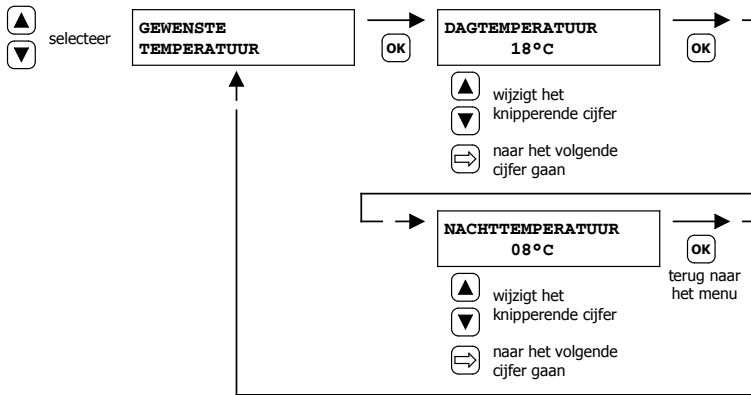 selecteer
GEWENSTE
TEMPERATUUR
OK
DAGTEMPERATUUR
18°C
OK
wijzigt het
knipperende cijfer
naar het volgende
cijfer gaan
NACHTTEMPERATUUR
08°C
OK
terug naar
het menu
wijzigt het
knipperende cijfer
naar het volgende
cijfer gaan